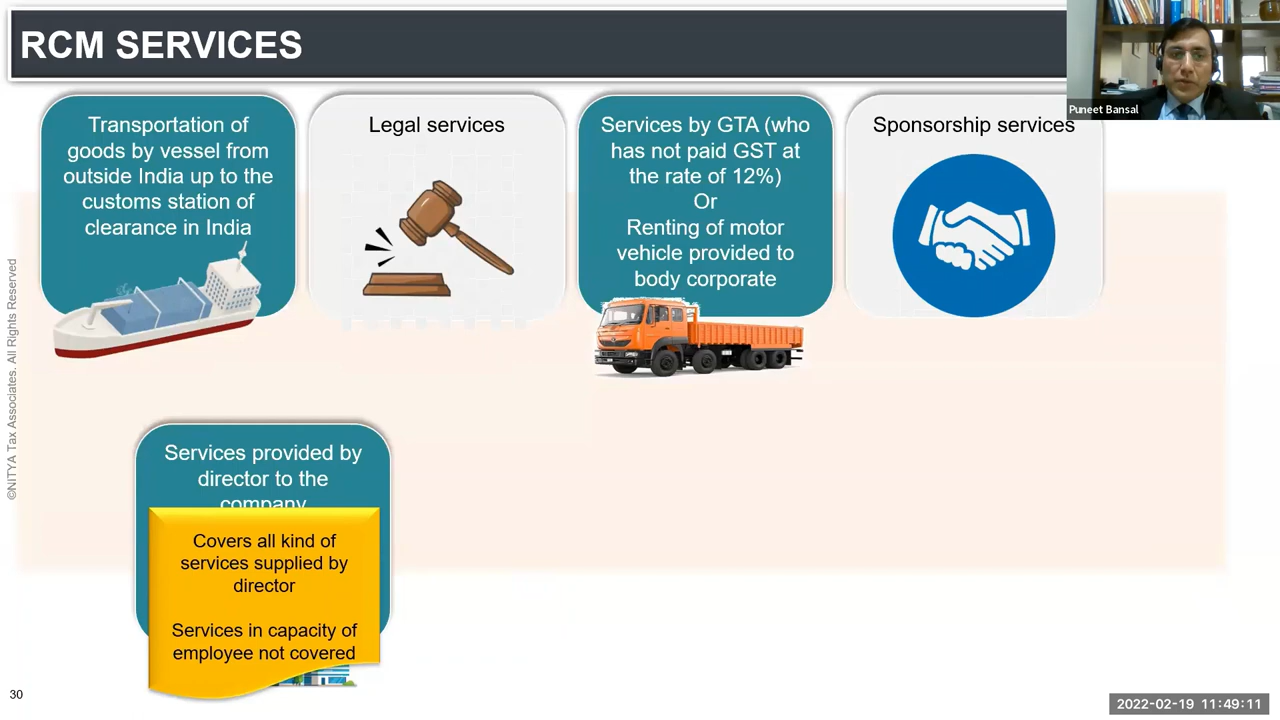 RCM SERVICES
Puneet Bansal
Transportation of
goods by vessel from
outside India up to the
customs station of
clearance in India
Legal services
Services by GTA (who
has not paid GST at
the rate of 12%)
Or
Renting of motor
vehicle provided to
body corporate
Sponsorship services
Services provided by
director to the
company
Covers all kind of
services supplied by
director
Services in capacity of
employee not covered
©NITYA Tax Associates. All Rights Reserved
30
2022-02-19 11:49:11